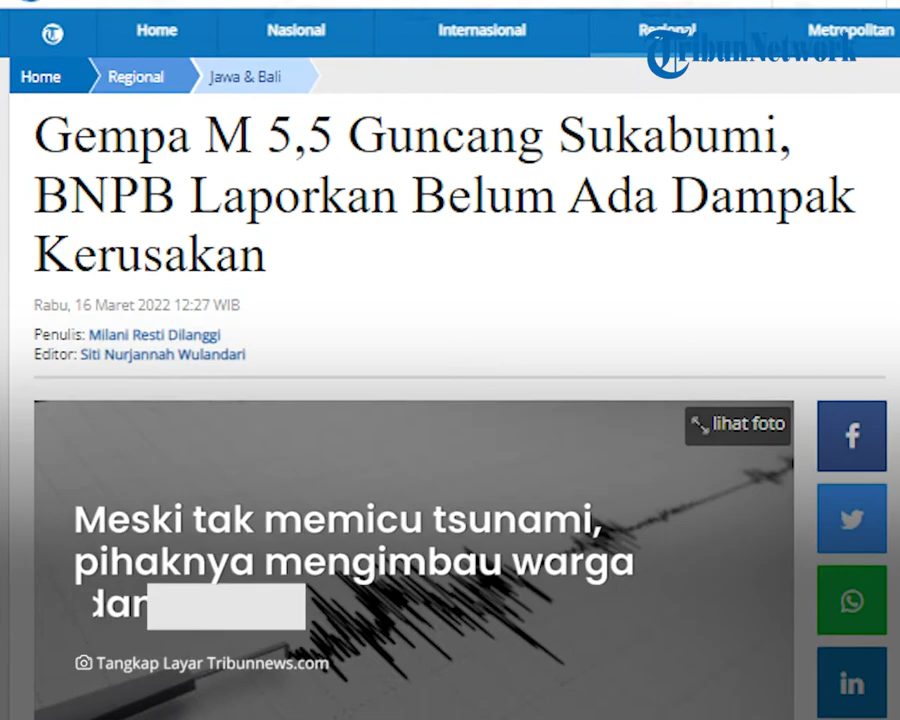 Home Nasional Internasional Regional Metropolitan
TribunNetwork
Home Regional Jawa & Bali
Gempa M 5,5 Guncang Sukabumi,
BNPB Laporkan Belum Ada Dampak
Kerusakan
Rabu, 16 Maret 2022 12:27 WIB
Penulis: Milani Resti Dilanggi
Editor: Siti Nurjannah Wulandari
lihat foto
Meski tak memicu tsunami,
pihaknya mengimbau warga
Tangkap Layar Tribunnews.com